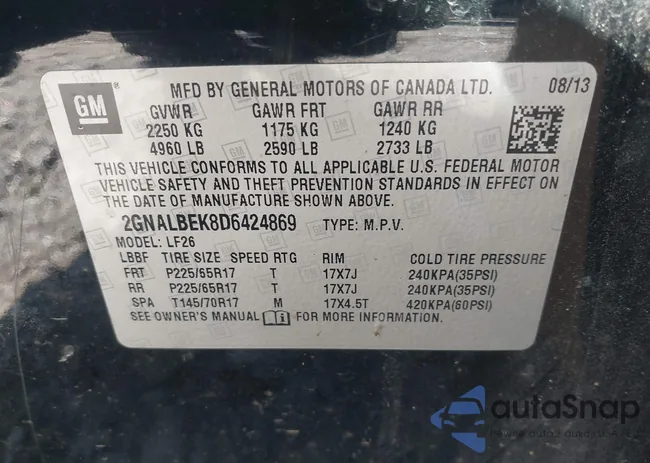 GM
MFD BY GENERAL MOTORS OF CANADA LTD. 08/13
GVWR GAWR FRT GAWR RR
2250 KG 1175 KG 1240 KG
4960 LB 2590 LB 2733 LB
THIS VEHICLE CONFORMS TO ALL APPLICABLE U.S. FEDERAL MOTOR
VEHICLE SAFETY AND THEFT PREVENTION STANDARDS IN EFFECT ON
THE DATE OF MANUFACTURE SHOWN ABOVE.
2GNALBEK8D6424869 TYPE: M.P.V.
MODEL: LF26
LBBF TIRE SIZE SPEED RTG RIM COLD TIRE PRESSURE
FRT P225/65R17 T 17X7J 240KPA(35PSI)
RR P225/65R17 T 17X7J 240KPA(35PSI)
SPA T145/70R17 M 17X4.5T 420KPA(60PSI)
SEE OWNER'S MANUAL FOR MORE INFORMATION.
autaSnap